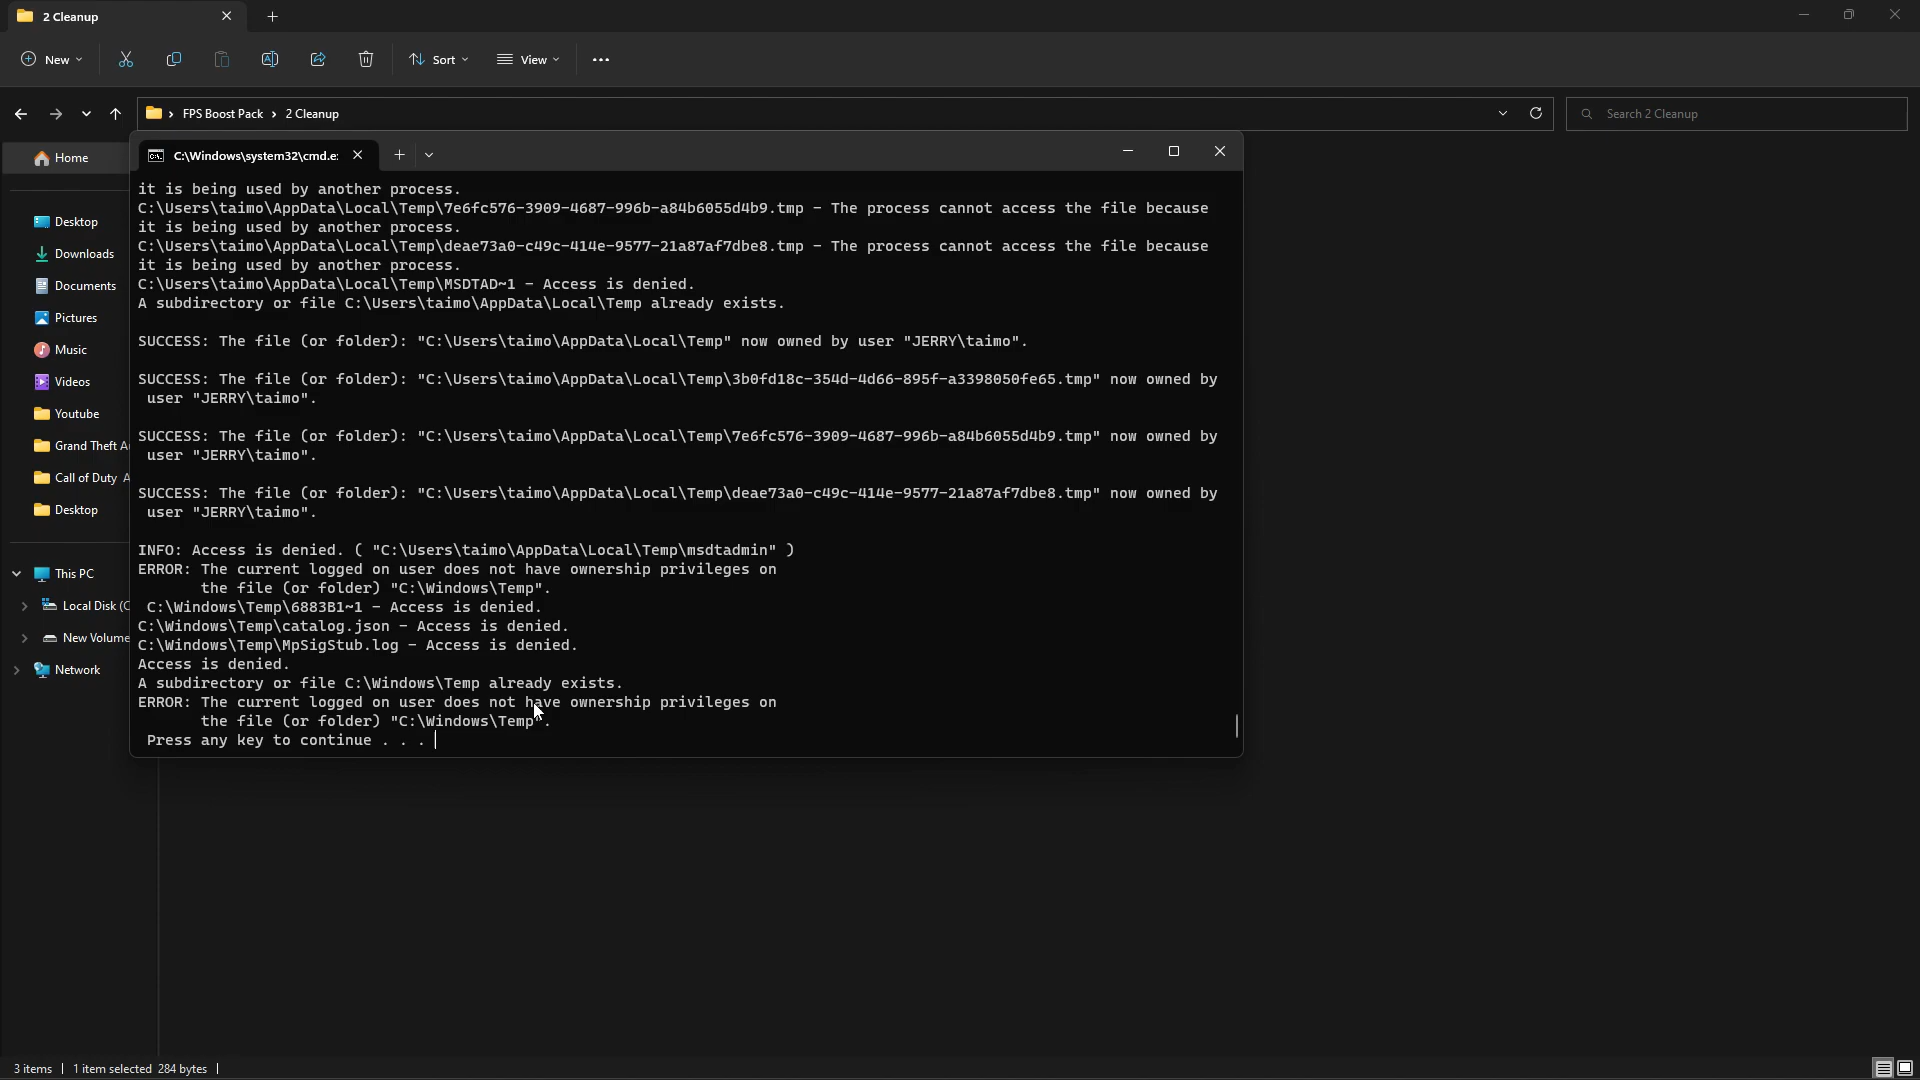 2 Cleanup
New
Sort
View
FPS Boost Pack > 2 Cleanup
Search 2 Cleanup
Home
Desktop
Downloads
Documents
Pictures
Music
Videos
Youtube
Grand Theft A
Call of Duty A
Desktop
This PC
Local Disk (C
New Volume
Network
C:\Windows\system32\cmd.e:
it is being used by another process.
C:\Users\taimo\AppData\Local\Temp\7e6fc576-3909-4687-996b-a84b6055d4b9.tmp - The process cannot access the file because
it is being used by another process.
C:\Users\taimo\AppData\Local\Temp\deae73a0-c49c-414e-9577-21a87af7dbe8.tmp - The process cannot access the file because
it is being used by another process.
C:\Users\taimo\AppData\Local\Temp\MSDTAD~1 - Access is denied.
A subdirectory or file C:\Users\taimo\AppData\Local\Temp already exists.
SUCCESS: The file (or folder): "C:\Users\taimo\AppData\Local\Temp" now owned by user "JERRY\taimo".
SUCCESS: The file (or folder): "C:\Users\taimo\AppData\Local\Temp\3b0fd18c-354d-4d66-895f-a3398050fe65.tmp" now owned by
user "JERRY\taimo".
SUCCESS: The file (or folder): "C:\Users\taimo\AppData\Local\Temp\7e6fc576-3909-4687-996b-a84b6055d4b9.tmp" now owned by
user "JERRY\taimo".
SUCCESS: The file (or folder): "C:\Users\taimo\AppData\Local\Temp\deae73a0-c49c-414e-9577-21a87af7dbe8.tmp" now owned by
user "JERRY\taimo".
INFO: Access is denied. ( "C:\Users\taimo\AppData\Local\Temp\msdtadmin" )
ERROR: The current logged on user does not have ownership privileges on
the file (or folder) "C:\Windows\Temp".
C:\Windows\Temp\6883B1~1 - Access is denied.
C:\Windows\Temp\catalog.json - Access is denied.
C:\Windows\Temp\MpSigStub.log - Access is denied.
Access is denied.
A subdirectory or file C:\Windows\Temp already exists.
ERROR: The current logged on user does not have ownership privileges on
the file (or folder) "C:\Windows\Temp".
Press any key to continue . . .
3 items
1 item selected 284 bytes